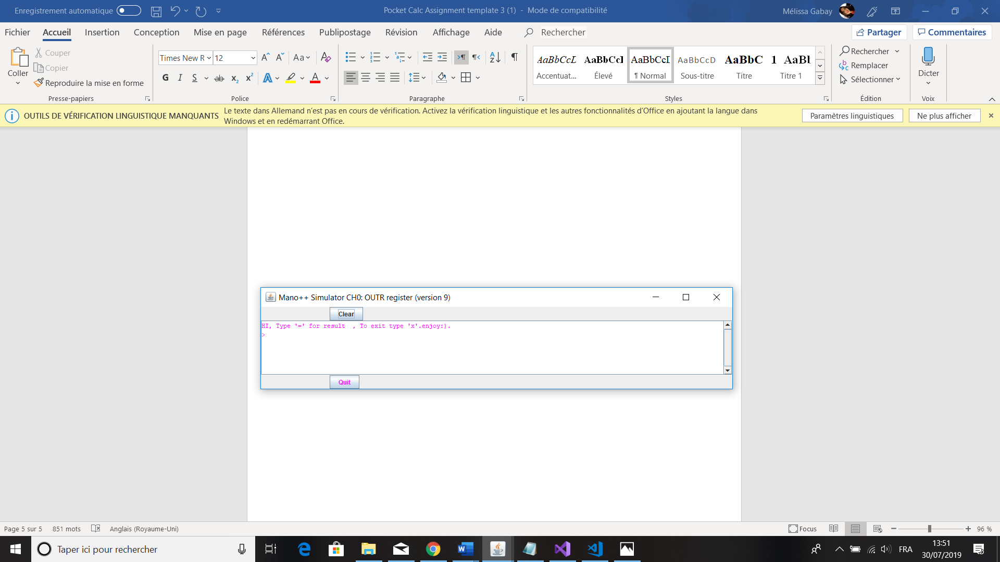 Enregistrement automatique
Pocket Calc Assignment template 3 (1) - Mode de compatibilité
Mélissa Gabay
Fichier Accueil Insertion Conception Mise en page Références Publipostage Révision Affichage Aide Rechercher
Partager Commentaires
Coller
Couper
Copier
Reproduire la mise en forme
Presse-papiers
Times New R 12
Police
Paragraphe
AaBbCcL AaBbCcI AaBbCcI AaBbCcD AaBbC 1 AaBb
Accentuat... Élevé ¶ Normal Sous-titre Titre Titre 1
Styles
Rechercher
Remplacer
Sélectionner
Édition
Dicter
Voix
OUTILS DE VÉRIFICATION LINGUISTIQUE MANQUANTS
Le texte dans Allemand n’est pas en cours de vérification. Activez la vérification linguistique et les autres fonctionnalités d’Office en ajoutant la langue dans
Windows et en redémarrant Office.
Paramètres linguistiques Ne plus afficher
Mano++ Simulator CH0: OUTR register (version 9)
Clear
HI, Type '=' for result  , To exit type 'x'.enjoy:).
>
Quit
Page 5 sur 5 851 mots Anglais (Royaume-Uni)
Focus 96 %
Taper ici pour rechercher
FRA
13:51
30/07/2019